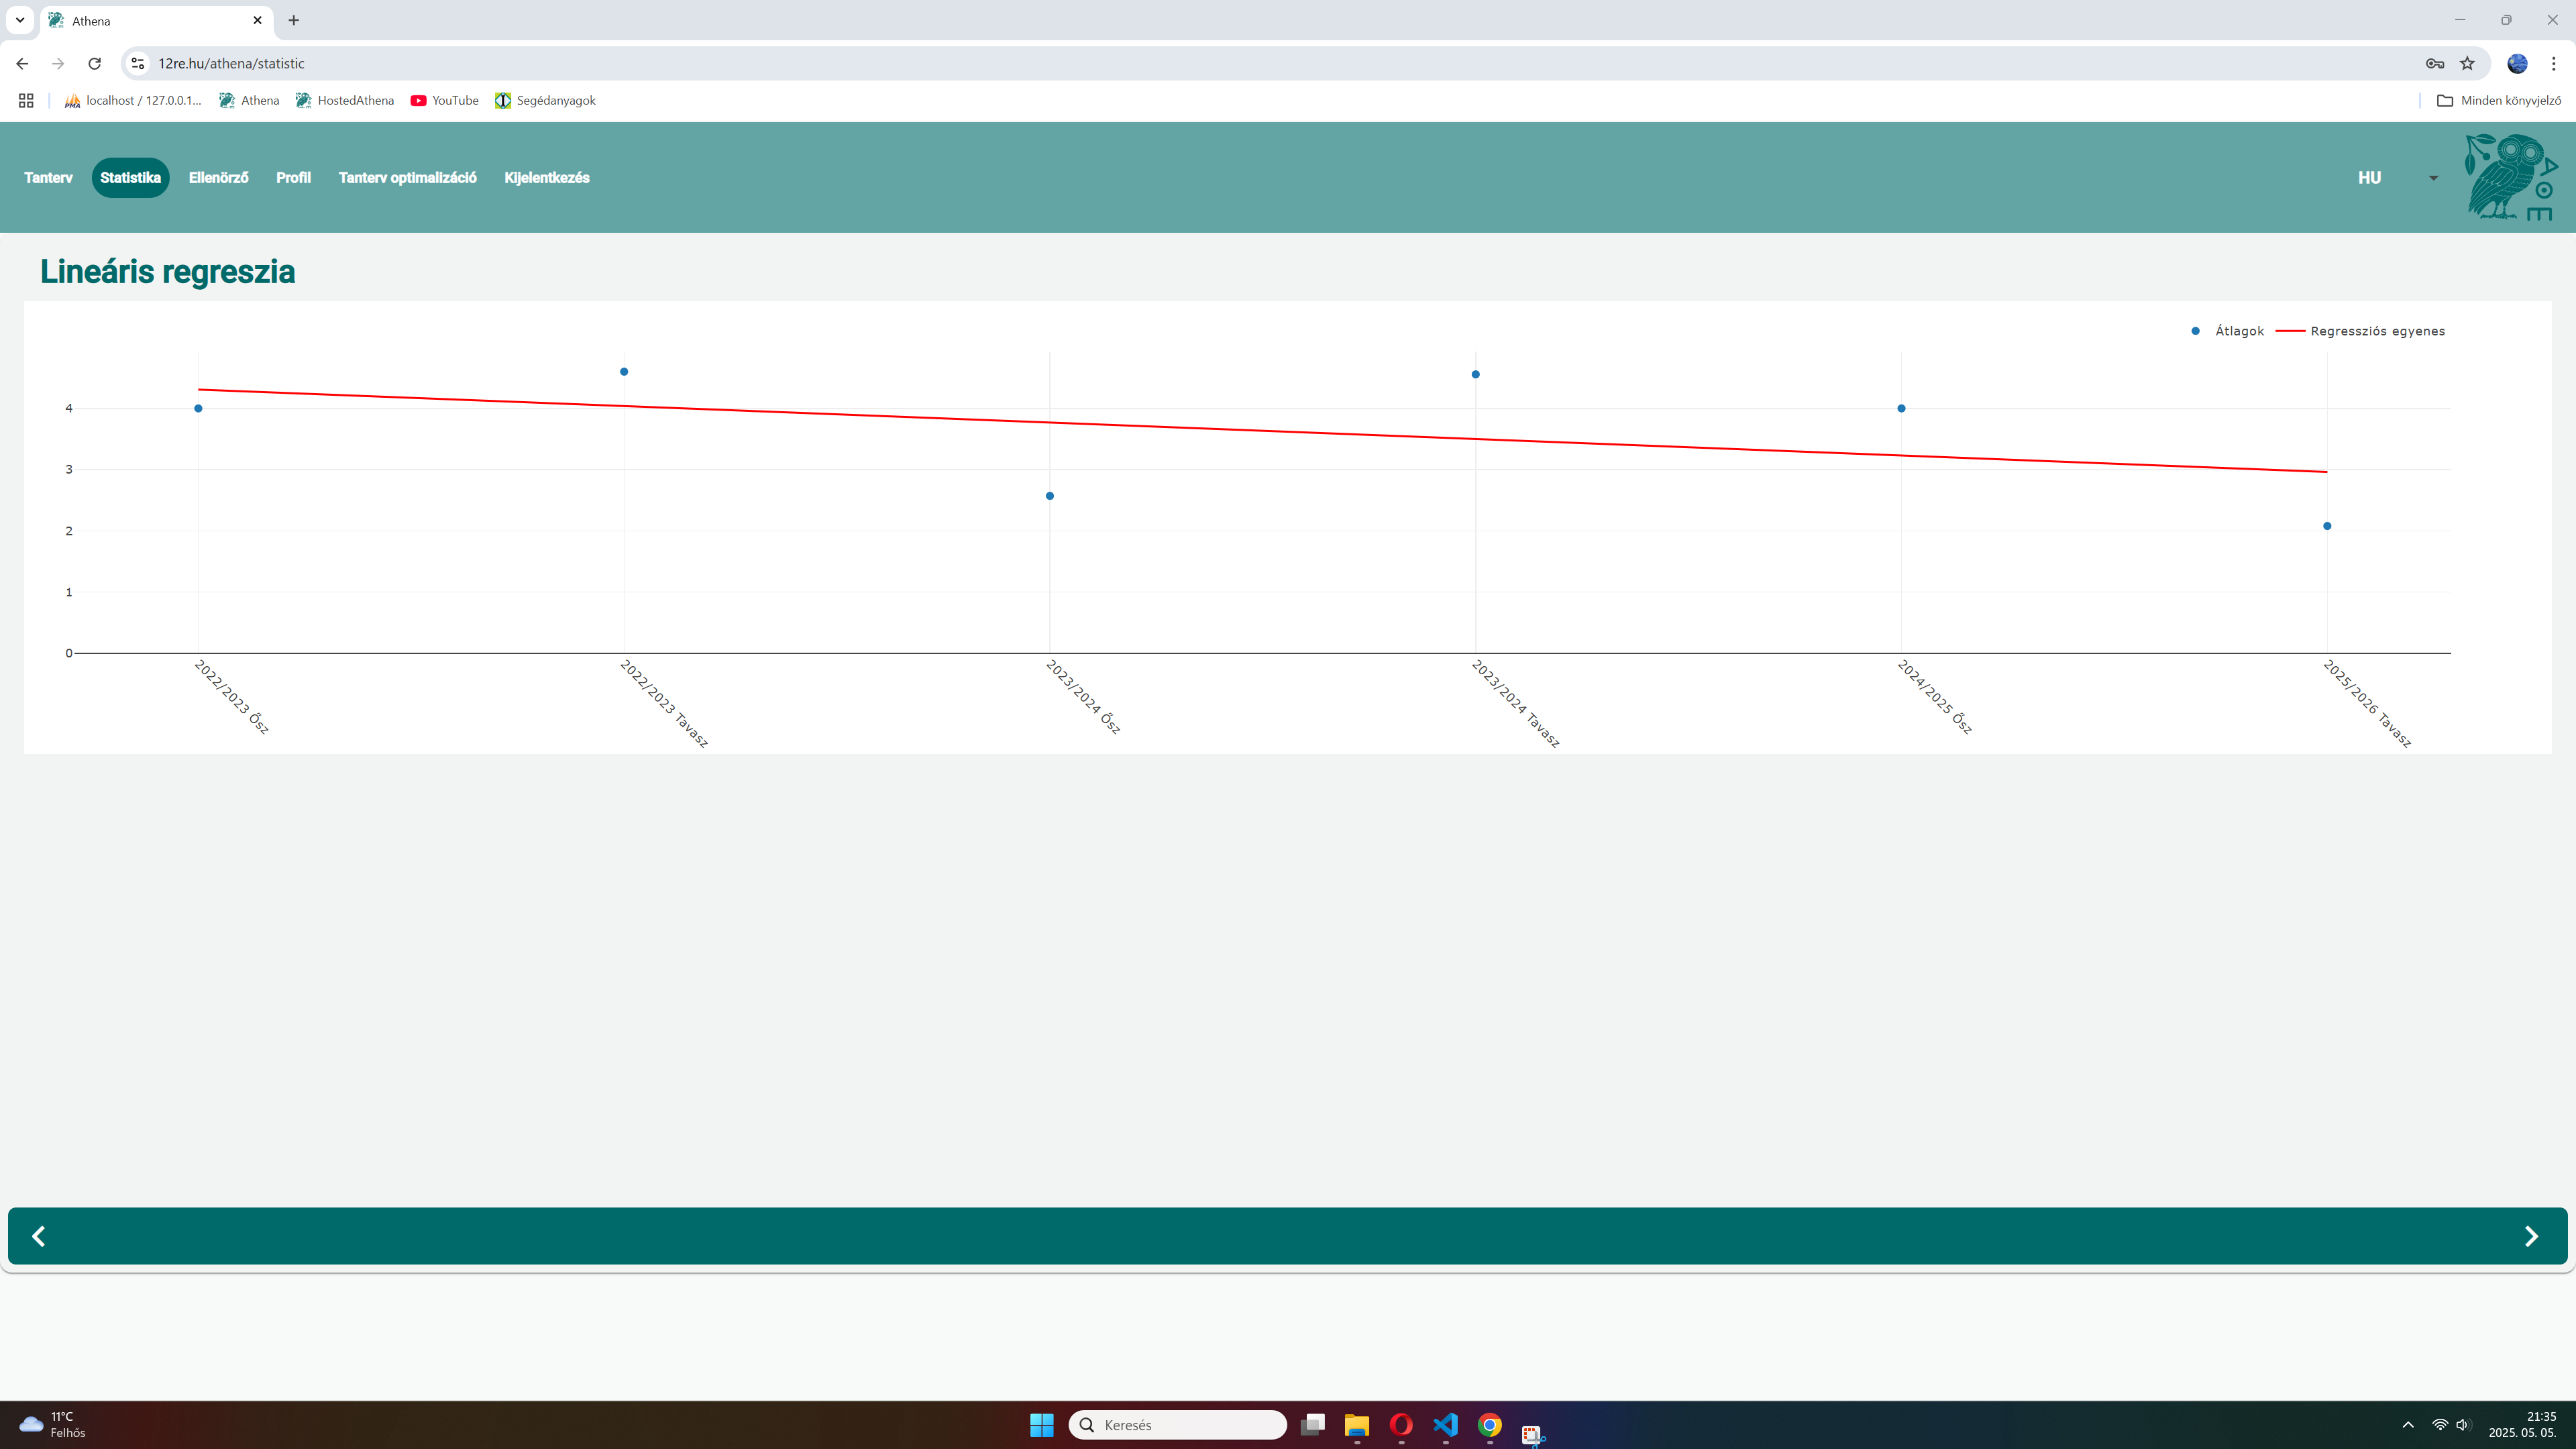 Athena
12re.hu/athena/statistic
localhost / 127.0.0.1... Athena HostedAthena YouTube Segédanyagok Minden könyvjelző
Tanterv Statistika Ellenörző Profil Tanterv optimalizáció Kijelentkezés HU
ΑΘΕ
Lineáris regreszia
Átlagok Regressziós egyenes
4
3
2
1
0
2022/2023 Ősz
2022/2023 Tavasz
2023/2024 Ősz
2023/2024 Tavasz
2024/2025 Ősz
2025/2026 Tavasz
11°C
Felhős
Keresés
21:35
2025. 05. 05.